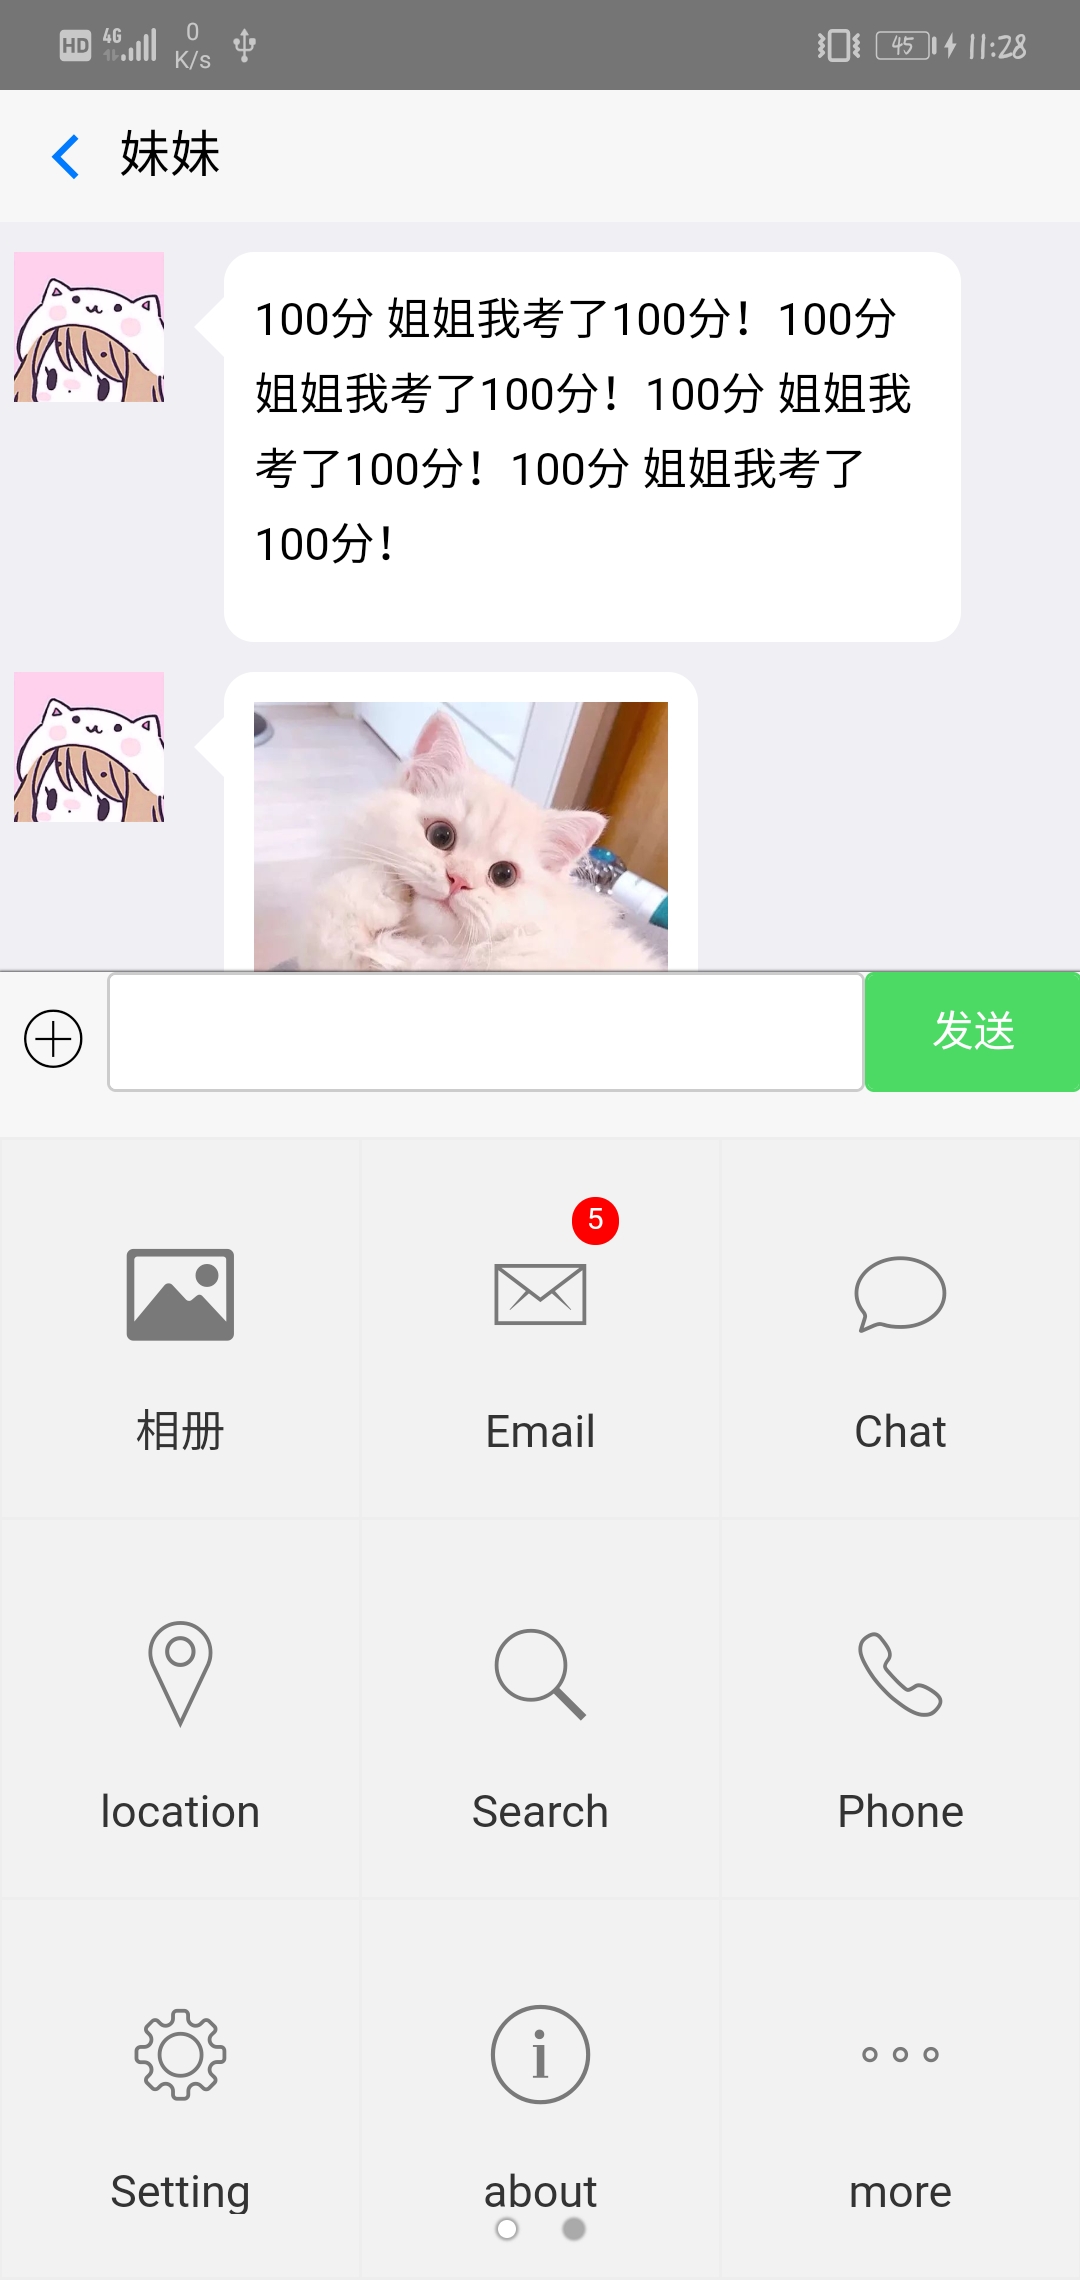 HD 4G 0 K/s 45 11:28
妹妹
100分 姐姐我考了100分！100分
姐姐我考了100分！100分 姐姐我
考了100分！100分 姐姐我考了
100分！
发送
5
相册 Email Chat
location Search Phone
Setting about more